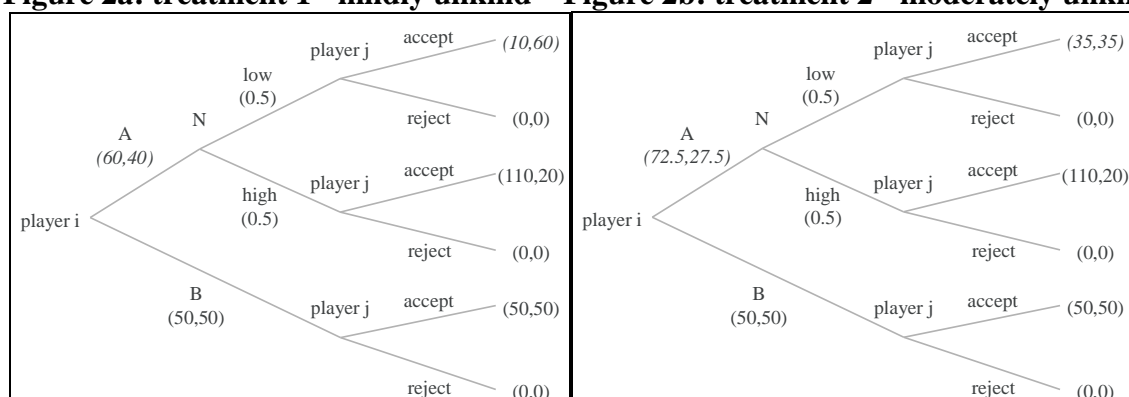 Figure 2a: treatment 1 "mildly unkind" Figure 2b: treatment 2 "moderately
player j accept (10,60)
low
(0.5)
reject (0,0)
A N
(60,40)
player j accept (110,20)
high
(0.5)
reject (0,0)
player i
B
(50,50)
player j accept (50,50)
reject (0,0)
player j accept (35,35)
low
(0.5)
reject (0,0)
A N
(72.5,27.5)
player j accept (110,20)
high
(0.5)
reject (0,0)
player i
B
(50,50)
player j accept (50,50)
reject (0,0)